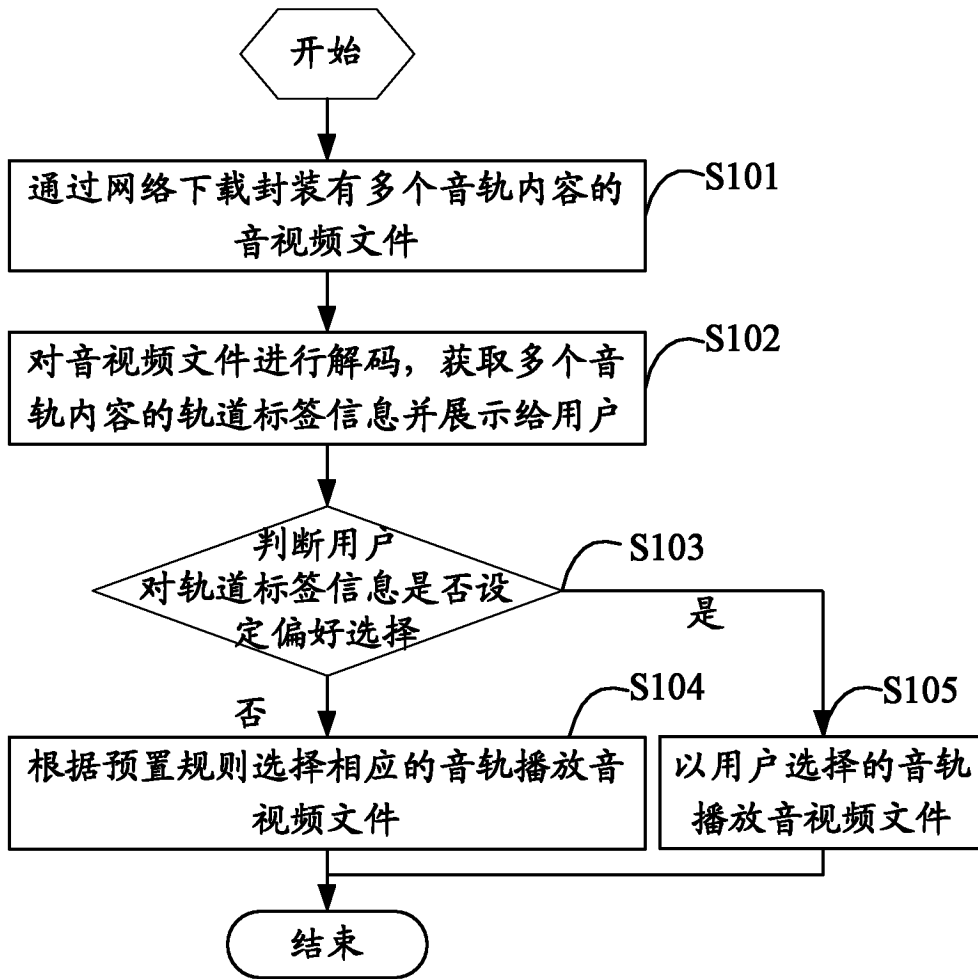 开始
通过网络下载封装有多个音轨内容的
音视频文件
S101
对音视频文件进行解码，获取多个音
轨内容的轨道标签信息并展示给用户
S102
判断用户
对轨道标签信息是否设
定偏好选择
S103
是
否
S104
根据预置规则选择相应的音轨播放音
视频文件
S105
以用户选择的音轨
播放音视频文件
结束